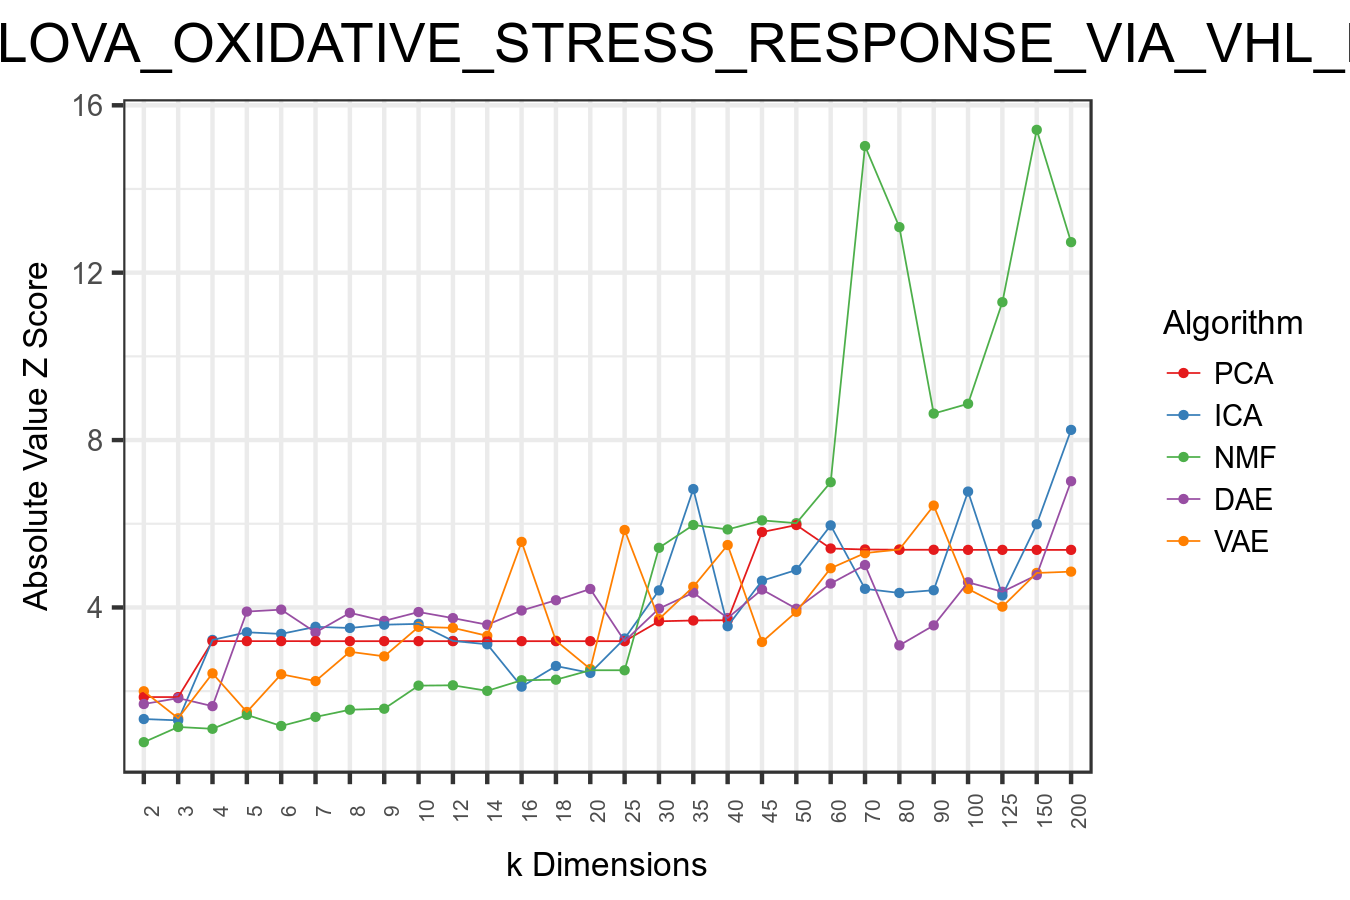 LOVA_OXIDATIVE_STRESS_RESPONSE_VIA_VHL_
16
12
8
4
Absolute Value Z Score
2 3 4 5 6 7 8 9 10 12 14 16 18 20 25 30 35 40 45 50 60 70 80 90 100 125 150 200
k Dimensions
Algorithm
PCA
ICA
NMF
DAE
VAE